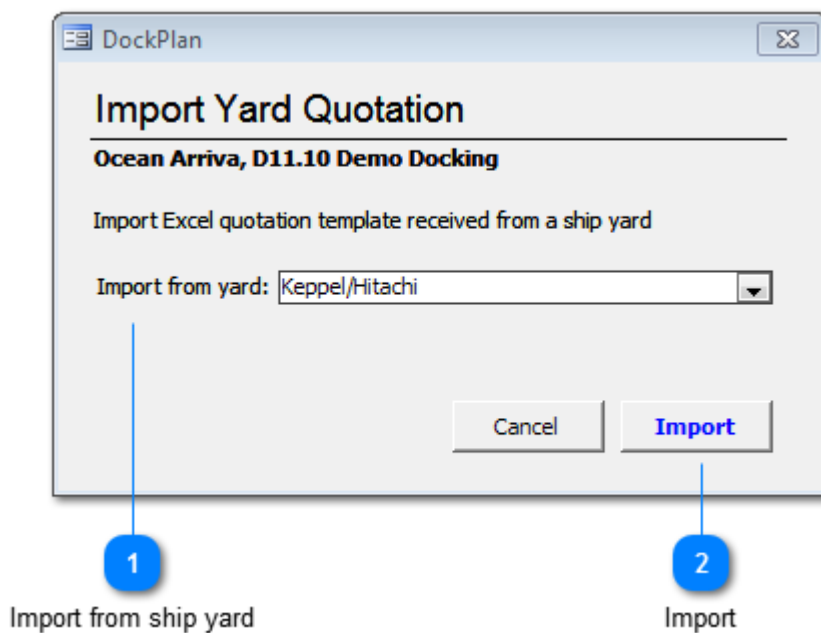 DockPlan
Import Yard Quotation
Ocean Arriva, D11.10 Demo Docking
Import Excel quotation template received from a ship yard
Import from yard: Keppel/Hitachi
Cancel Import
1 2
Import from ship yard Import